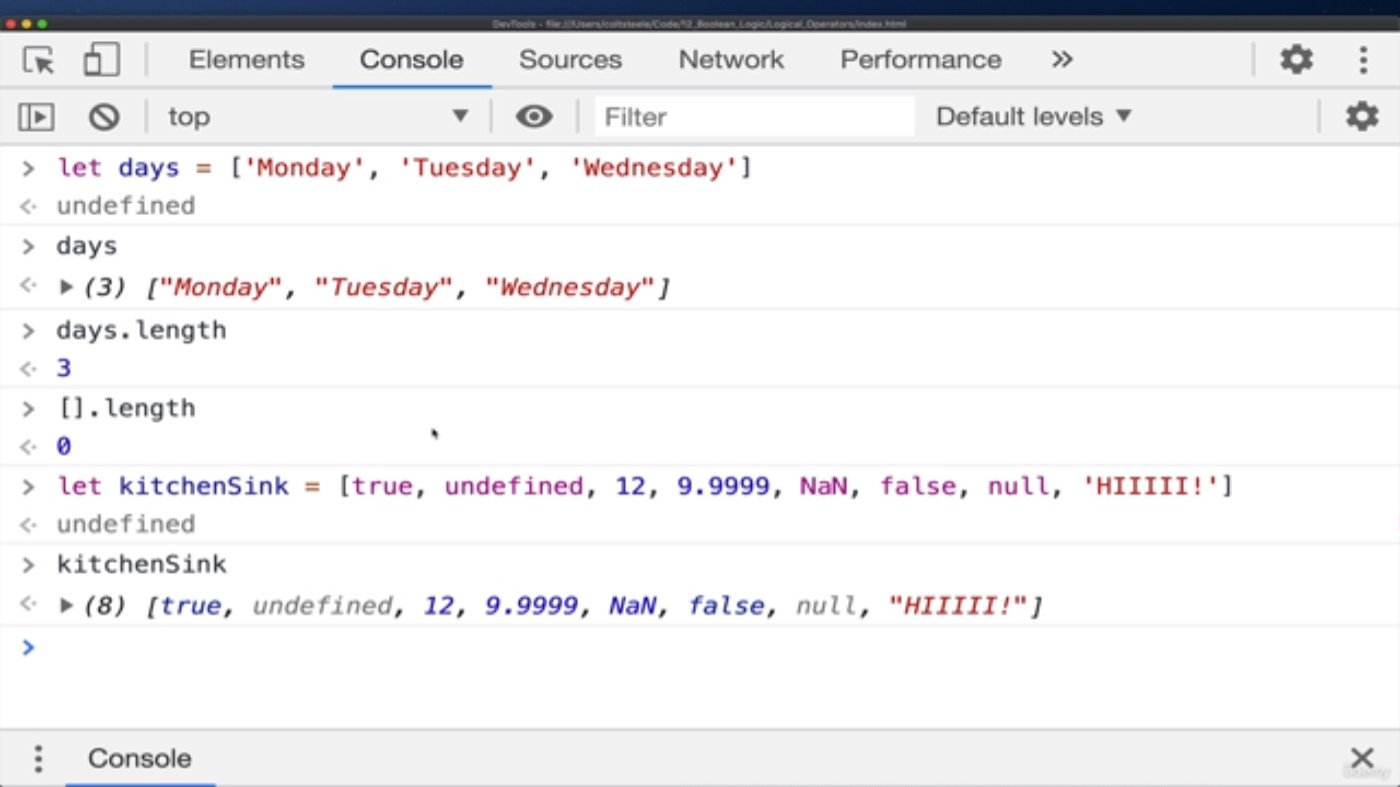 DevTools - file:///Users/coltsteele/Code/12_Boolean_Logic/Logical_Operators/index.html
Elements Console Sources Network Performance »
top Filter Default levels
> let days = ['Monday', 'Tuesday', 'Wednesday']
undefined
> days
(3) ["Monday", "Tuesday", "Wednesday"]
> days.length
3
> [].length
0
> let kitchenSink = [true, undefined, 12, 9.9999, NaN, false, null, 'HIIIII!']
undefined
> kitchenSink
(8) [true, undefined, 12, 9.9999, NaN, false, null, "HIIIII!"]
>
Console
udemy